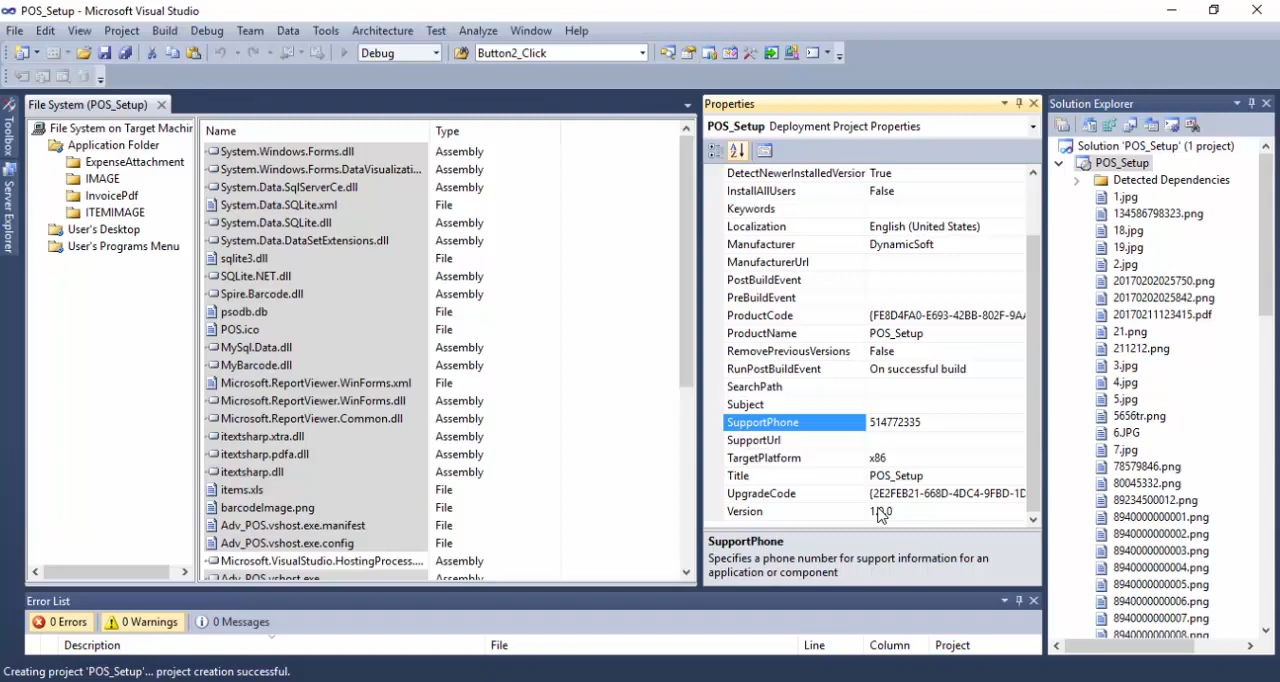 POS_Setup - Microsoft Visual Studio
File Edit View Project Build Debug Team Data Tools Architecture Test Analyze Window Help
Debug Button2_Click
File System (POS_Setup)
Toolbox
Server Explorer
File System on Target Machin
Application Folder
ExpenseAttachment
IMAGE
InvoicePdf
ITEMIMAGE
User's Desktop
User's Programs Menu
Name Type
System.Windows.Forms.dll Assembly
System.Windows.Forms.DataVisualizati... Assembly
System.Data.SqlServerCe.dll Assembly
System.Data.SQLite.xml File
System.Data.SQLite.dll Assembly
System.Data.DataSetExtensions.dll Assembly
sqlite3.dll File
SQLite.NET.dll Assembly
Spire.Barcode.dll Assembly
psodb.db File
POS.ico File
MySql.Data.dll Assembly
MyBarcode.dll Assembly
Microsoft.ReportViewer.WinForms.xml File
Microsoft.ReportViewer.WinForms.dll Assembly
Microsoft.ReportViewer.Common.dll Assembly
itextsharp.xtra.dll Assembly
itextsharp.pdfa.dll Assembly
itextsharp.dll Assembly
items.xls File
barcodeImage.png File
Adv_POS.vshost.exe.manifest File
Adv_POS.vshost.exe.config File
Microsoft.VisualStudio.HostingProcess.... Assembly
Adv_POS.vshost.exe Assembly
Properties
POS_Setup Deployment Project Properties
DetectNewerInstalledVersion True
InstallAllUsers False
Keywords
Localization English (United States)
Manufacturer DynamicSoft
ManufacturerUrl
PostBuildEvent
PreBuildEvent
ProductCode {FE8D4FA0-E693-42BB-802F-9AA
ProductName POS_Setup
RemovePreviousVersions False
RunPostBuildEvent On successful build
SearchPath
Subject
SupportPhone 514772335
SupportUrl
TargetPlatform x86
Title POS_Setup
UpgradeCode {2E2FEB21-668D-4DC4-9FBD-1D
Version
SupportPhone
Specifies a phone number for support information for an
application or component
Solution Explorer
Solution 'POS_Setup' (1 project)
POS_Setup
Detected Dependencies
1.jpg
134586798323.png
18.jpg
19.jpg
2.jpg
20170202025750.png
20170202025842.png
20170211123415.pdf
21.png
211212.png
3.jpg
4.jpg
5.jpg
5656tr.png
6.JPG
7.jpg
78579846.png
80045332.png
89234500012.png
8940000000001.png
8940000000002.png
8940000000003.png
8940000000004.png
8940000000005.png
8940000000006.png
8940000000007.png
8940000000008.png
Error List
0 Errors 0 Warnings 0 Messages
Description File Line Column Project
Creating project 'POS_Setup'... project creation successful.